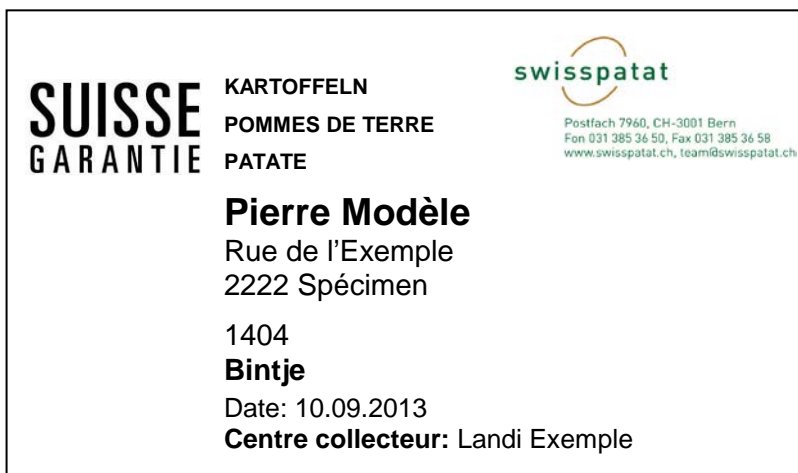 SUISSE
GARANTIE
KARTOFFELN
POMMES DE TERRE
PATATE
swisspatat
Postfach 7960, CH-3001 Bern
Fon 031 385 36 50, Fax 031 385 36 58
www.swisspatat.ch, team@swisspatat.ch
Pierre Modèle
Rue de l'Exemple
2222 Spécimen
1404
Bintje
Date: 10.09.2013
Centre collecteur: Landi Exemple